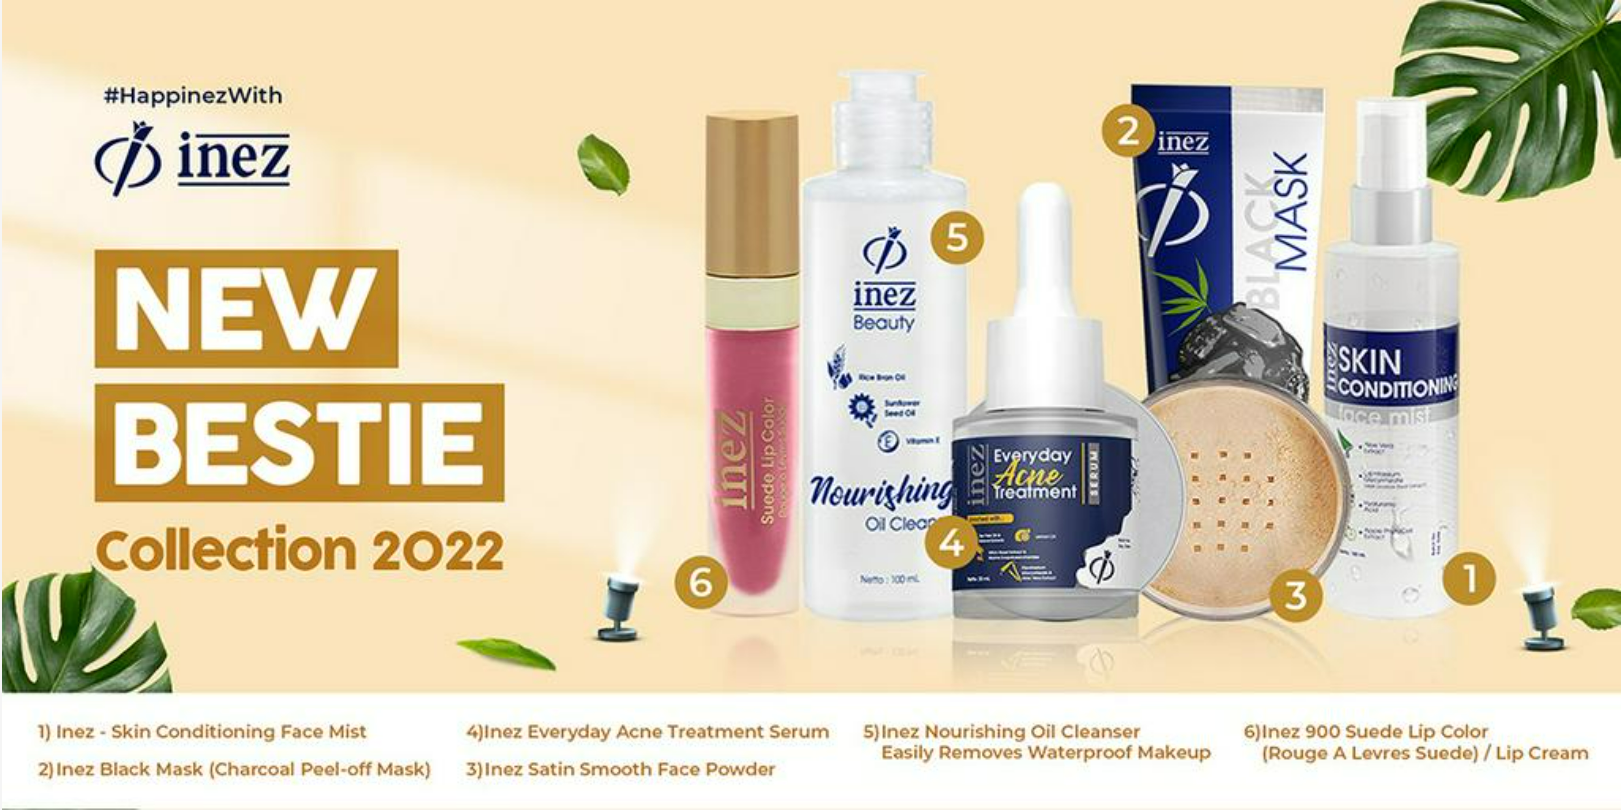 #HappinezWith
inez
NEW
BESTIE
Collection 2022
6
inez
Suede Lip Color
5
inez
Beauty
Rice Bran Oil
Sunflower
Seed Oil
E
Vitamin E
Nourishing
Oil Clean
Netto : 100 mL
4
inez
Everyday
Acne
Treatment
SERUM
2
inez
BLACK
MASK
3
1
inez
SKIN
CONDITIONING
face mist
1) Inez - Skin Conditioning Face Mist
2)Inez Black Mask (Charcoal Peel-off Mask)
4)Inez Everyday Acne Treatment Serum
3)Inez Satin Smooth Face Powder
5)Inez Nourishing Oil Cleanser
Easily Removes Waterproof Makeup
6)Inez 900 Suede Lip Color
(Rouge A Levres Suede) / Lip Cream